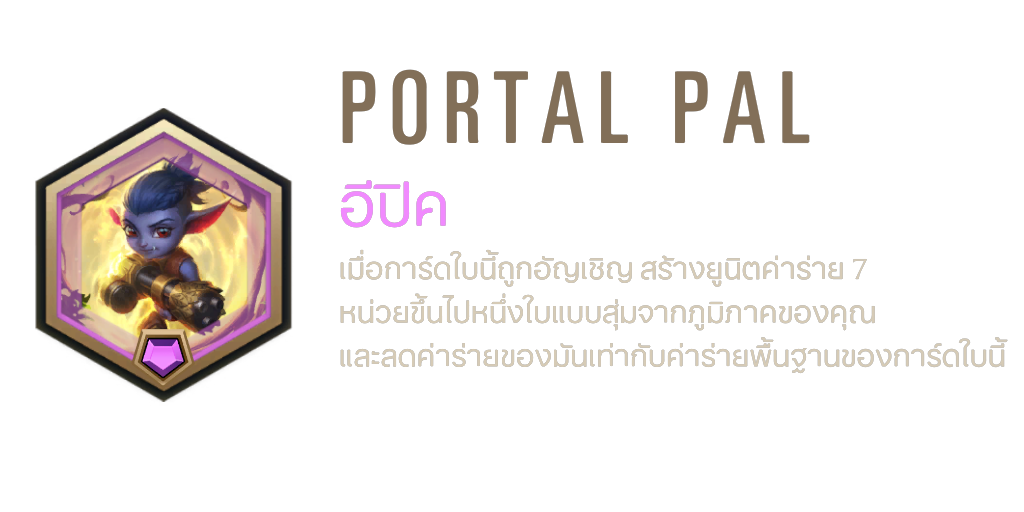 PORTAL PAL
อีปิค
เมื่อการ์ดใบนี้ถูกอัญเชิญ สร้างยูนิตค่าร่าย 7
หน่วยขึ้นไปหนึ่งใบแบบสุ่มจากภูมิภาคของคุณ
และลดค่าร่ายของมันเท่ากับค่าร่ายพื้นฐานของการ์ดใบนี้